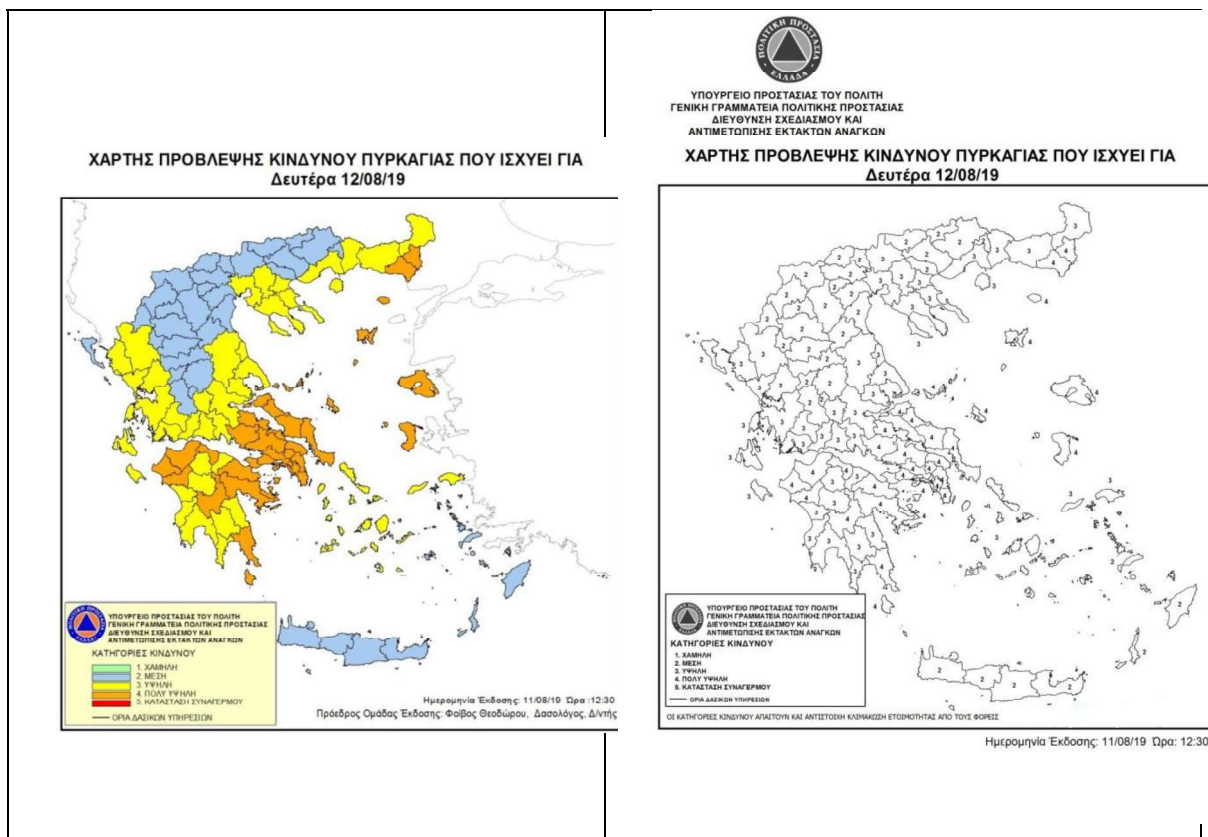 ΧΑΡΤΗΣ ΠΡΟΒΛΕΨΗΣ ΚΙΝΔΥΝΟΥ ΠΥΡΚΑΓΙΑΣ ΠΟΥ ΙΣΧΥΕΙ ΓΙΑ
Δευτέρα 12/08/19
ΥΠΟΥΡΓΕΙΟ ΠΡΟΣΤΑΣΙΑΣ ΤΟΥ ΠΟΛΙΤΗ
ΓΕΝΙΚΗ ΓΡΑΜΜΑΤΕΙΑ ΠΟΛΙΤΙΚΗΣ ΠΡΟΣΤΑΣΙΑΣ
ΔΙΕΥΘΥΝΣΗ ΣΧΕΔΙΑΣΜΟΥ ΚΑΙ
ΑΝΤΙΜΕΤΩΠΙΣΗΣ ΕΚΤΑΚΤΩΝ ΑΝΑΓΚΩΝ
ΚΑΤΗΓΟΡΙΕΣ ΚΙΝΔΥΝΟΥ
1. ΧΑΜΗΛΗ
2. ΜΕΣΗ
3. ΥΨΗΛΗ
4. ΠΟΛΥ ΥΨΗΛΗ
5. ΚΑΤΑΣΤΑΣΗ ΣΥΝΑΓΕΡΜΟΥ
ΟΡΙΑ ΔΑΣΙΚΩΝ ΥΠΗΡΕΣΙΩΝ
Ημερομηνία Έκδοσης: 11/08/19 Ώρα :12:30
Πρόεδρος Ομάδας Έκδοσης: Φοίβος Θεοδώρου, Δασολόγος, Δ/ντής
ΠΟΛΙΤΙΚΗ ΠΡΟΣΤΑΣΙΑ
ΕΛΛΑΔΑ
ΥΠΟΥΡΓΕΙΟ ΠΡΟΣΤΑΣΙΑΣ ΤΟΥ ΠΟΛΙΤΗ
ΓΕΝΙΚΗ ΓΡΑΜΜΑΤΕΙΑ ΠΟΛΙΤΙΚΗΣ ΠΡΟΣΤΑΣΙΑΣ
ΔΙΕΥΘΥΝΣΗ ΣΧΕΔΙΑΣΜΟΥ ΚΑΙ
ΑΝΤΙΜΕΤΩΠΙΣΗΣ ΕΚΤΑΚΤΩΝ ΑΝΑΓΚΩΝ
ΧΑΡΤΗΣ ΠΡΟΒΛΕΨΗΣ ΚΙΝΔΥΝΟΥ ΠΥΡΚΑΓΙΑΣ ΠΟΥ ΙΣΧΥΕΙ ΓΙΑ
Δευτέρα 12/08/19
ΥΠΟΥΡΓΕΙΟ ΠΡΟΣΤΑΣΙΑΣ ΤΟΥ ΠΟΛΙΤΗ
ΓΕΝΙΚΗ ΓΡΑΜΜΑΤΕΙΑ ΠΟΛΙΤΙΚΗΣ ΠΡΟΣΤΑΣΙΑΣ
ΔΙΕΥΘΥΝΣΗ ΣΧΕΔΙΑΣΜΟΥ ΚΑΙ
ΑΝΤΙΜΕΤΩΠΙΣΗΣ ΕΚΤΑΚΤΩΝ ΑΝΑΓΚΩΝ
ΚΑΤΗΓΟΡΙΕΣ ΚΙΝΔΥΝΟΥ
1. ΧΑΜΗΛΗ
2. ΜΕΣΗ
3. ΥΨΗΛΗ
4. ΠΟΛΥ ΥΨΗΛΗ
5. ΚΑΤΑΣΤΑΣΗ ΣΥΝΑΓΕΡΜΟΥ
ΟΡΙΑ ΔΑΣΙΚΩΝ ΥΠΗΡΕΣΙΩΝ
ΟΙ ΚΑΤΗΓΟΡΙΕΣ ΚΙΝΔΥΝΟΥ ΑΠΑΙΤΟΥΝ ΚΑΙ ΑΝΤΙΣΤΟΙΧΗ ΚΛΙΜΑΚΩΣΗ ΕΤΟΙΜΟΤΗΤΑΣ ΑΠΟ ΤΟΥΣ ΦΟΡΕΙΣ
Ημερομηνία Έκδοσης: 11/08/19 Ώρα: 12:30